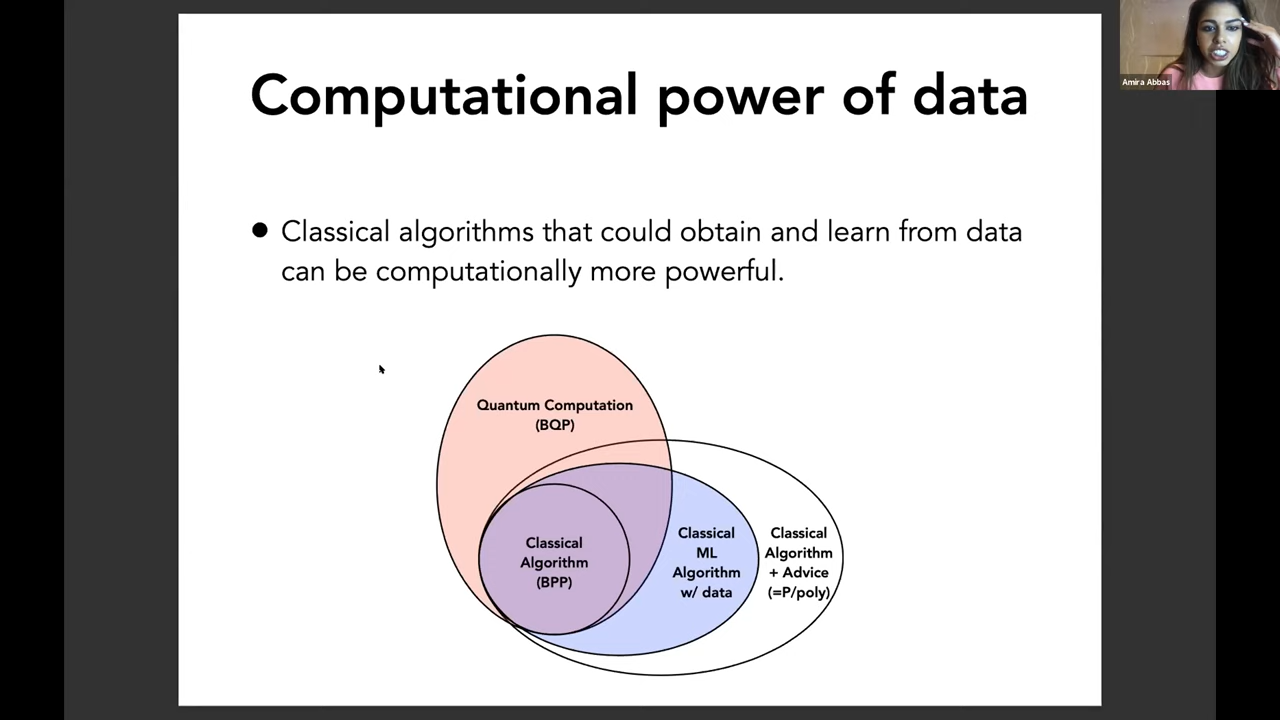 Computational power of data
Amira Abbas
● Classical algorithms that could obtain and learn from data
can be computationally more powerful.
Quantum Computation
(BQP)
Classical
Algorithm
(BPP)
Classical
ML
Algorithm
w/ data
Classical
Algorithm
+ Advice
(=P/poly)